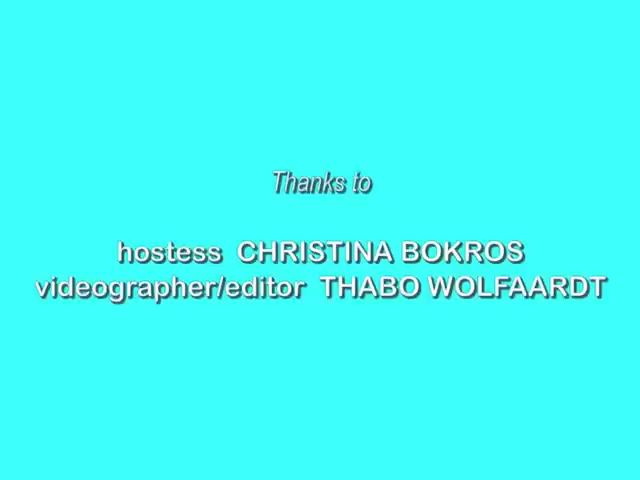 Thanks to
hostess CHRISTINA BOKROS
videographer/editor THABO WOLFAARDT